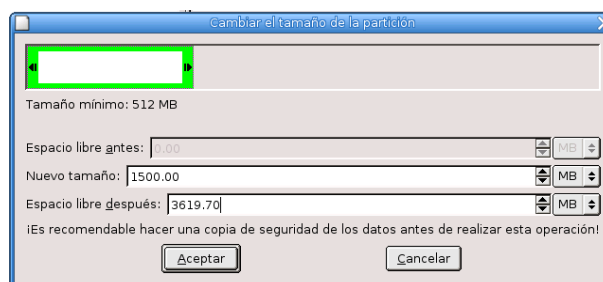 Cambiar el tamaño de la partición
Tamaño mínimo: 512 MB
Espacio libre antes: 0.00 MB
Nuevo tamaño: 1500.00 MB
Espacio libre después: 3619.70 MB
¡Es recomendable hacer una copia de seguridad de los datos antes de realizar esta operación!
Aceptar Cancelar